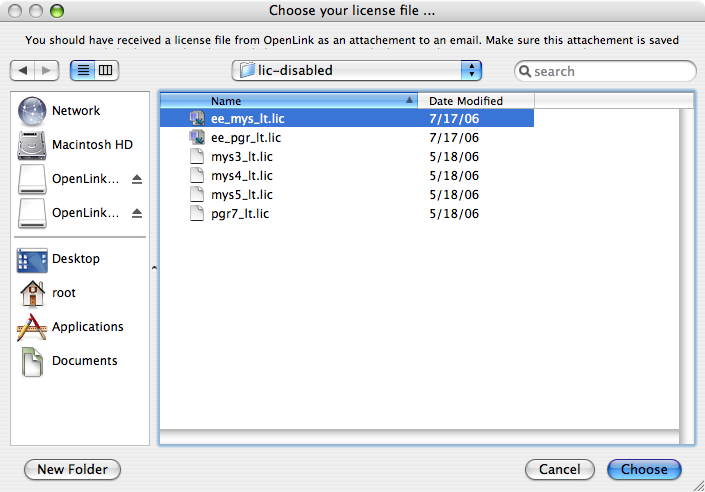 Choose your license file ...
You should have received a license file from OpenLink as an attachement to an email. Make sure this attachement is saved
lic-disabled
search
Name Date Modified
Network
Macintosh HD
OpenLink...
OpenLink...
Desktop
root
Applications
Documents
ee_mys_lt.lic 7/17/06
ee_pgr_lt.lic 7/17/06
mys3_lt.lic 5/18/06
mys4_lt.lic 5/18/06
mys5_lt.lic 5/18/06
pgr7_lt.lic 5/18/06
New Folder Cancel Choose